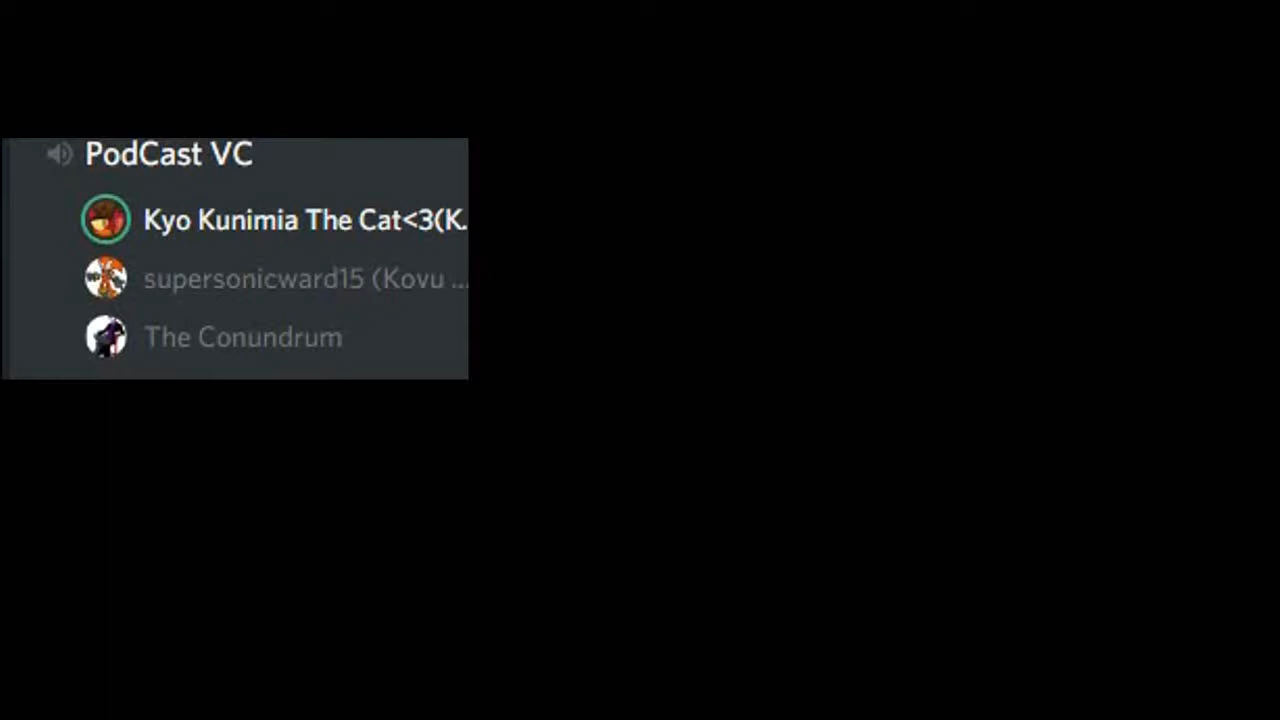 PodCast VC
Kyo Kunimia The Cat<3(K.
supersonicward15 (Kovu ...
The Conundrum